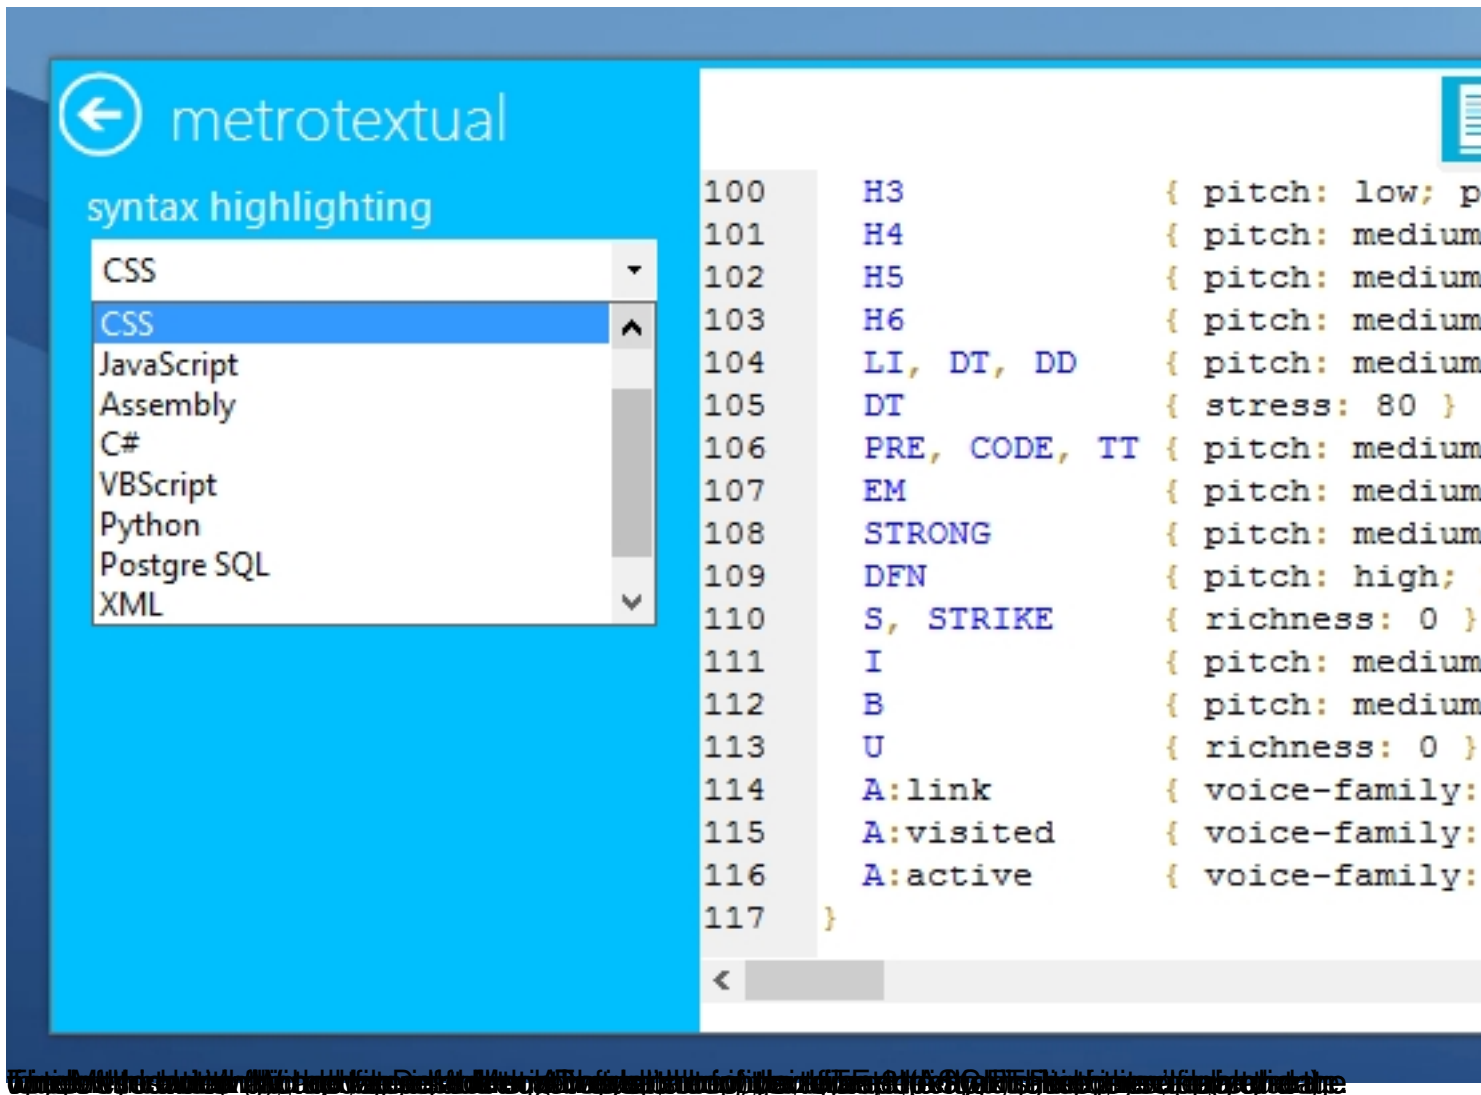 metrotextual
syntax highlighting
CSS
CSS
JavaScript
Assembly
C#
VBScript
Python
Postgre SQL
XML
100 H3 { pitch: low; p
101 H4 { pitch: medium
102 H5 { pitch: medium
103 H6 { pitch: medium
104 LI, DT, DD { pitch: medium
105 DT { stress: 80 }
106 PRE, CODE, TT { pitch: medium
107 EM { pitch: medium
108 STRONG { pitch: medium
109 DFN { pitch: high;
110 S, STRIKE { richness: 0 }
111 I { pitch: medium
112 B { pitch: medium
113 U { richness: 0 }
114 A:link { voice-family:
115 A:visited { voice-family:
116 A:active { voice-family:
117 }